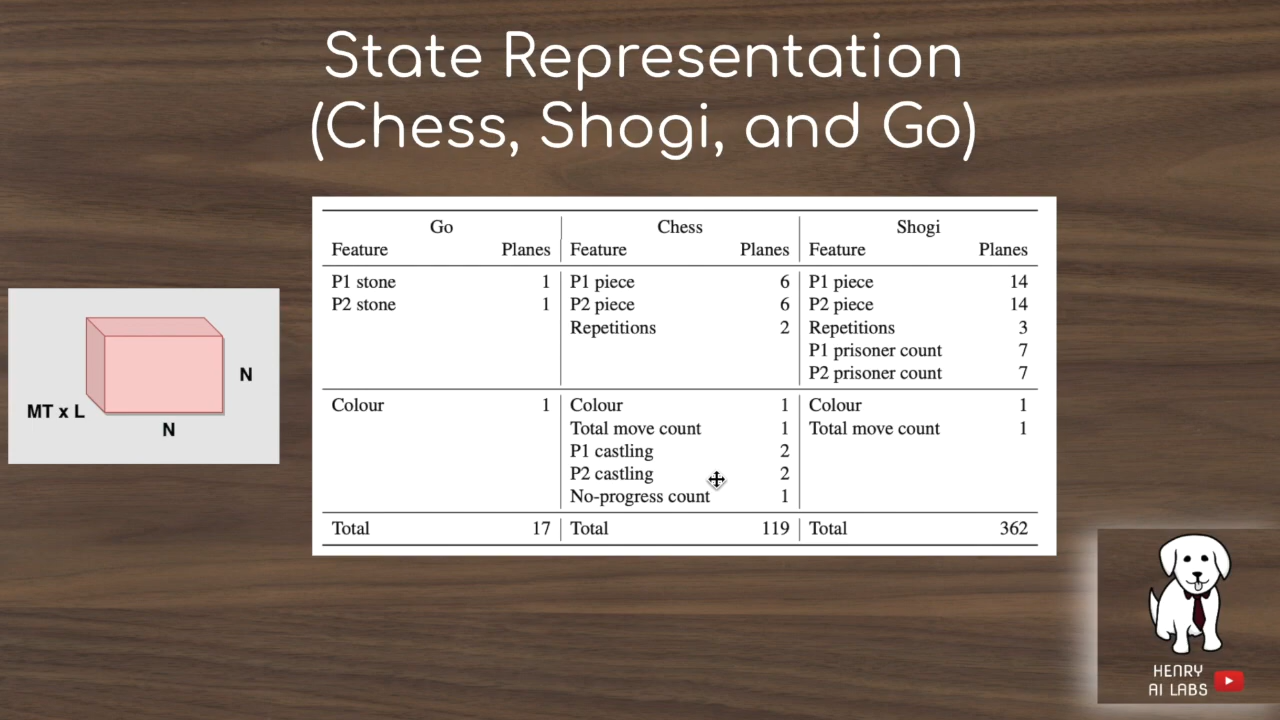 State Representation
(Chess, Shogi, and Go)
Go Chess Shogi
Feature Planes Feature Planes Feature Planes
P1 stone 1 P1 piece 6 P1 piece 14
P2 stone 1 P2 piece 6 P2 piece 14
Repetitions 2 Repetitions 3
P1 prisoner count 7
P2 prisoner count 7
Colour 1 Colour 1 Colour 1
Total move count 1 Total move count 1
P1 castling 2
P2 castling 2
No-progress count 1
Total 17 Total 119 Total 362
N
MT x L
N
HENRY
AI LABS